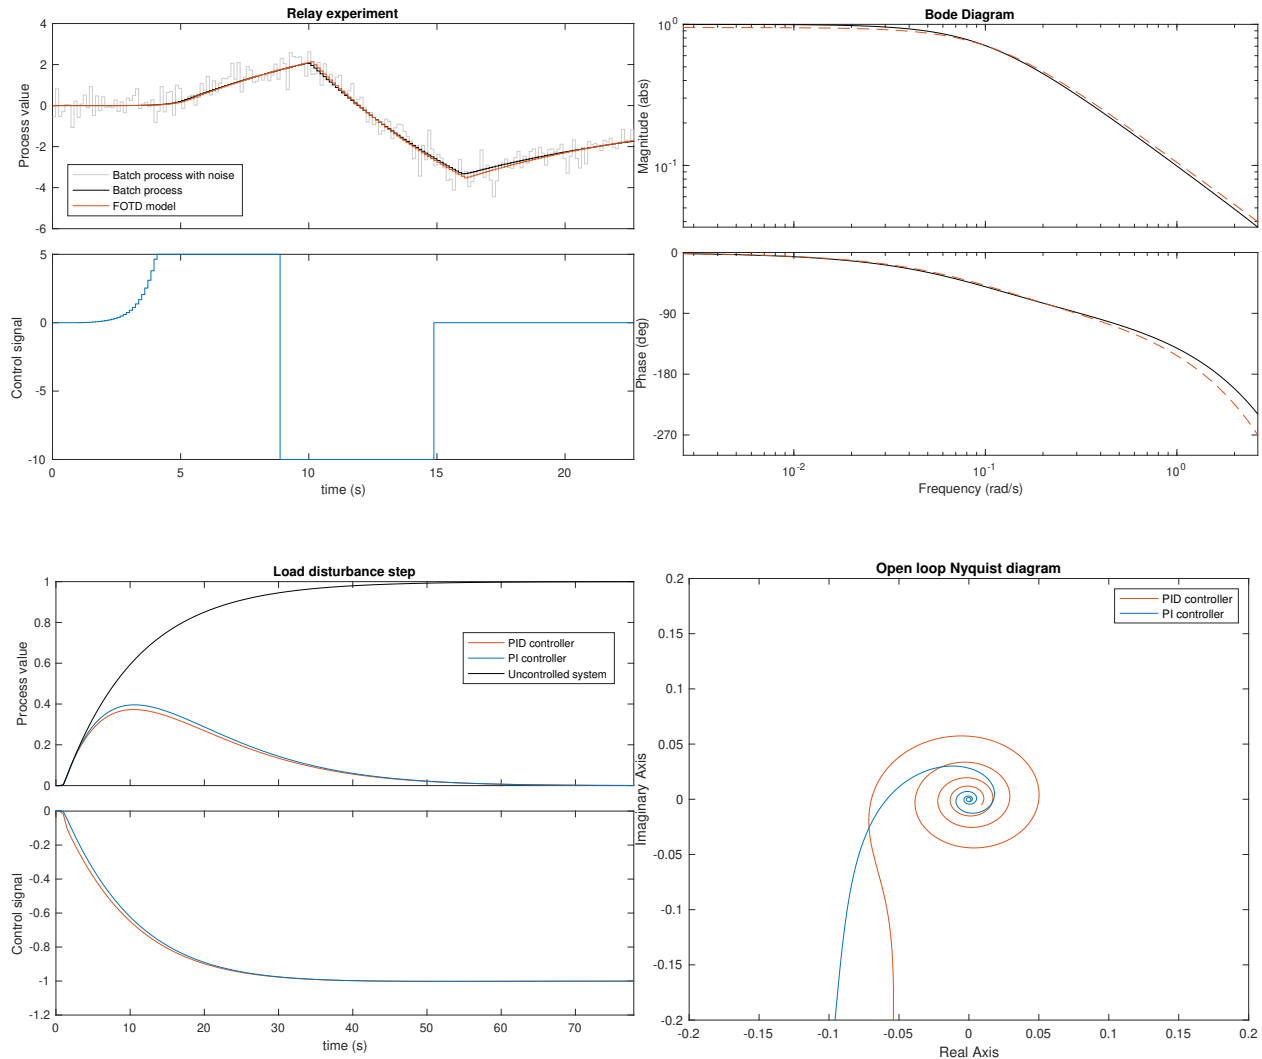 Relay experiment
4
2
0
-2
-4
-6
Process value
Batch process with noise
Batch process
FOTD model
5
0
-5
-10
Control signal
0
5
10
15
20
time (s)
Bode Diagram
10^0
10^-1
Magnitude (abs)
0
-90
-180
-270
Phase (deg)
10^-2
10^-1
10^0
Frequency (rad/s)
Load disturbance step
1
0.8
0.6
0.4
0.2
0
Process value
PID controller
PI controller
Uncontrolled system
0
-0.2
-0.4
-0.6
-0.8
-1
-1.2
Control signal
0
10
20
30
40
50
60
70
time (s)
Open loop Nyquist diagram
0.2
0.15
0.1
0.05
0
-0.05
-0.1
-0.15
-0.2
Imaginary Axis
PID controller
PI controller
-0.2
-0.15
-0.1
-0.05
0
0.05
0.1
0.15
0.2
Real Axis